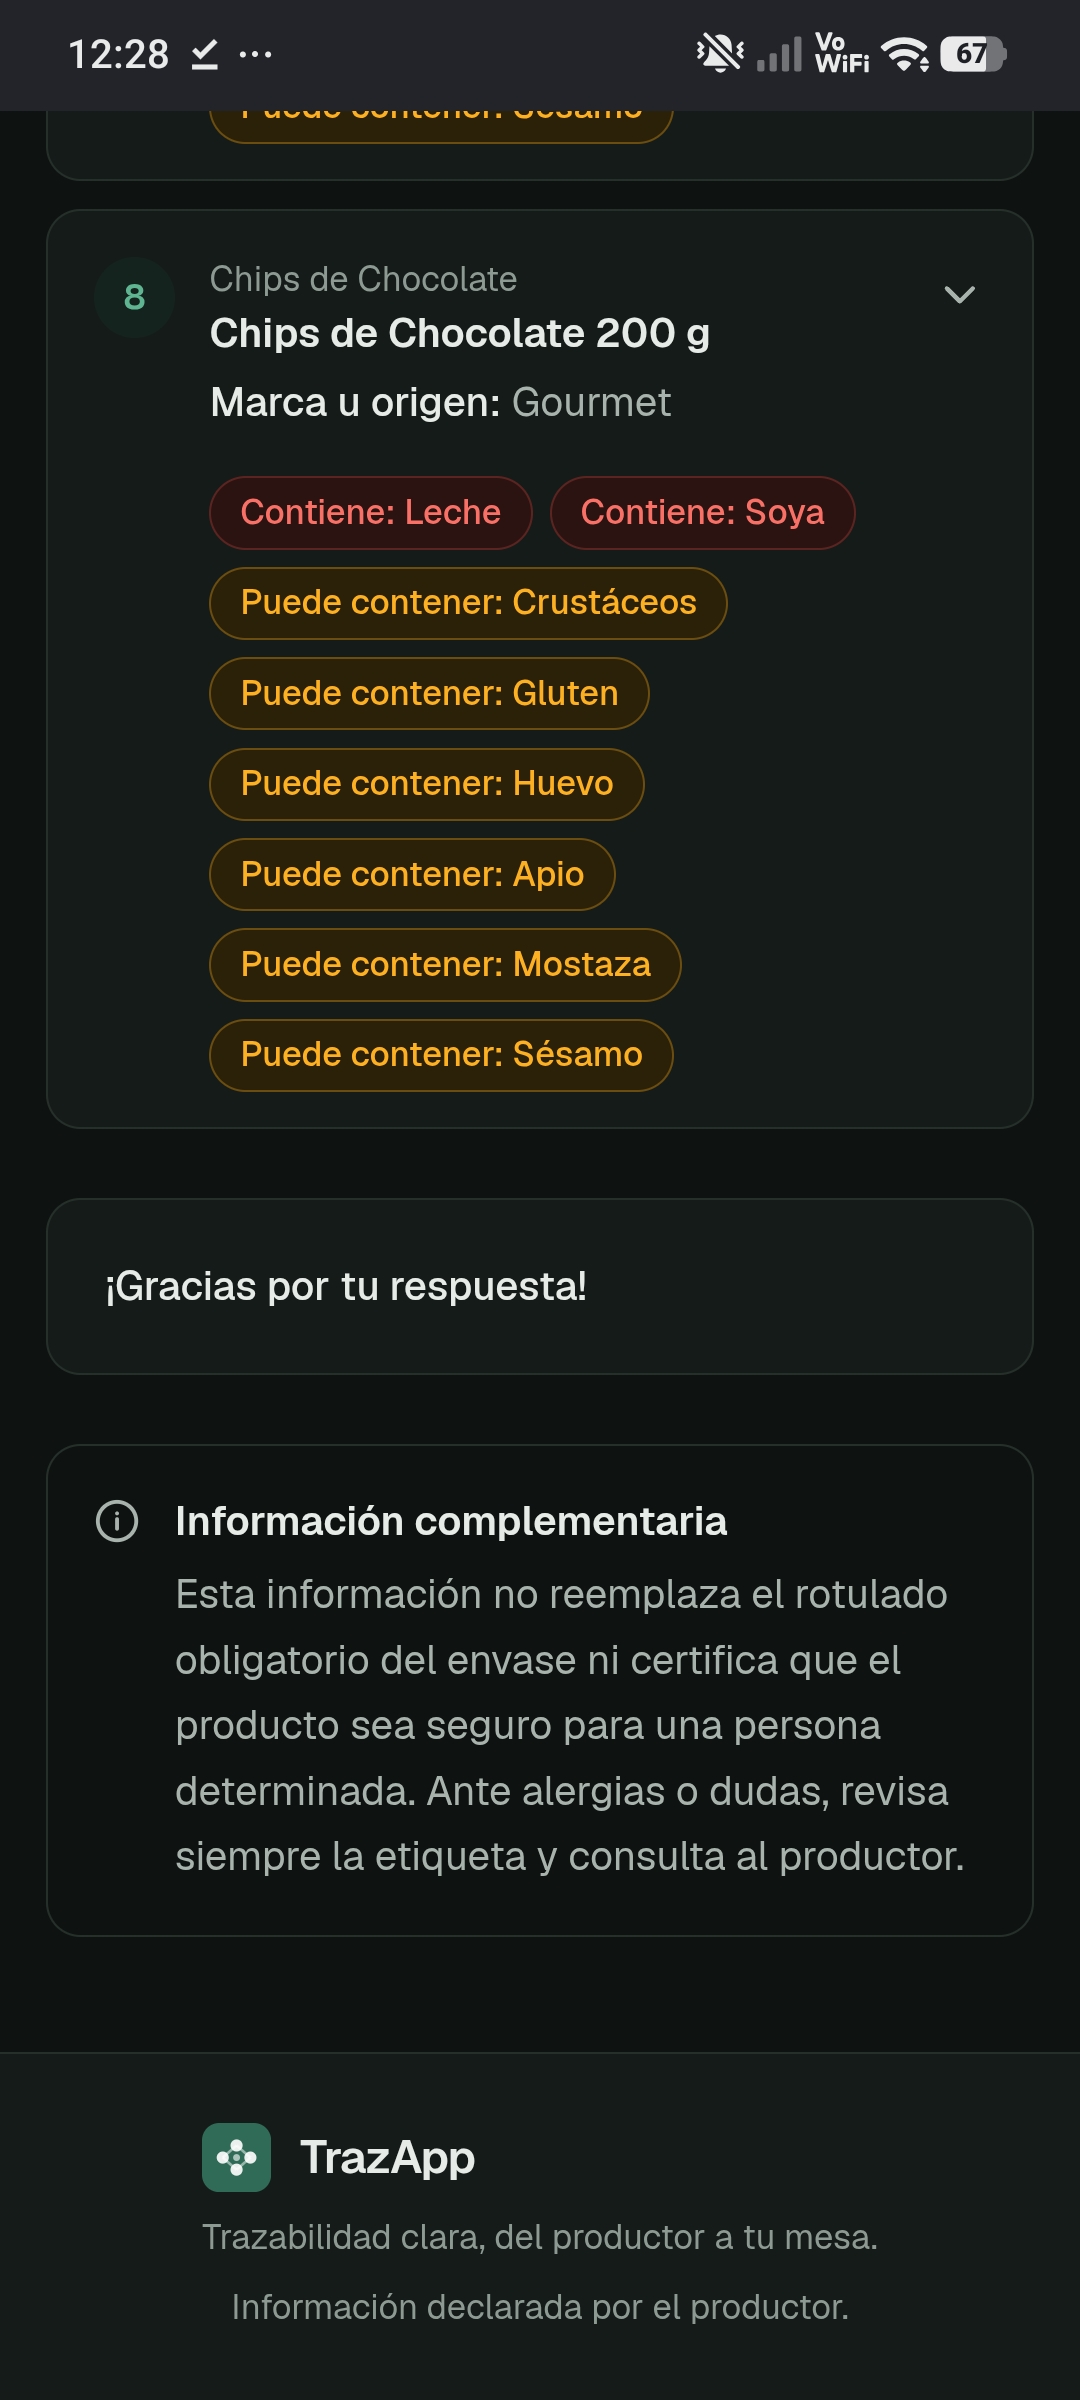 12:28
Vo
WiFi
67
Puede contener: Sésamo
8
Chips de Chocolate
Chips de Chocolate 200 g
Marca u origen: Gourmet
Contiene: Leche
Contiene: Soya
Puede contener: Crustáceos
Puede contener: Gluten
Puede contener: Huevo
Puede contener: Apio
Puede contener: Mostaza
Puede contener: Sésamo
¡Gracias por tu respuesta!
Información complementaria
Esta información no reemplaza el rotulado
obligatorio del envase ni certifica que el
producto sea seguro para una persona
determinada. Ante alergias o dudas, revisa
siempre la etiqueta y consulta al productor.
TrazApp
Trazabilidad clara, del productor a tu mesa.
Información declarada por el productor.